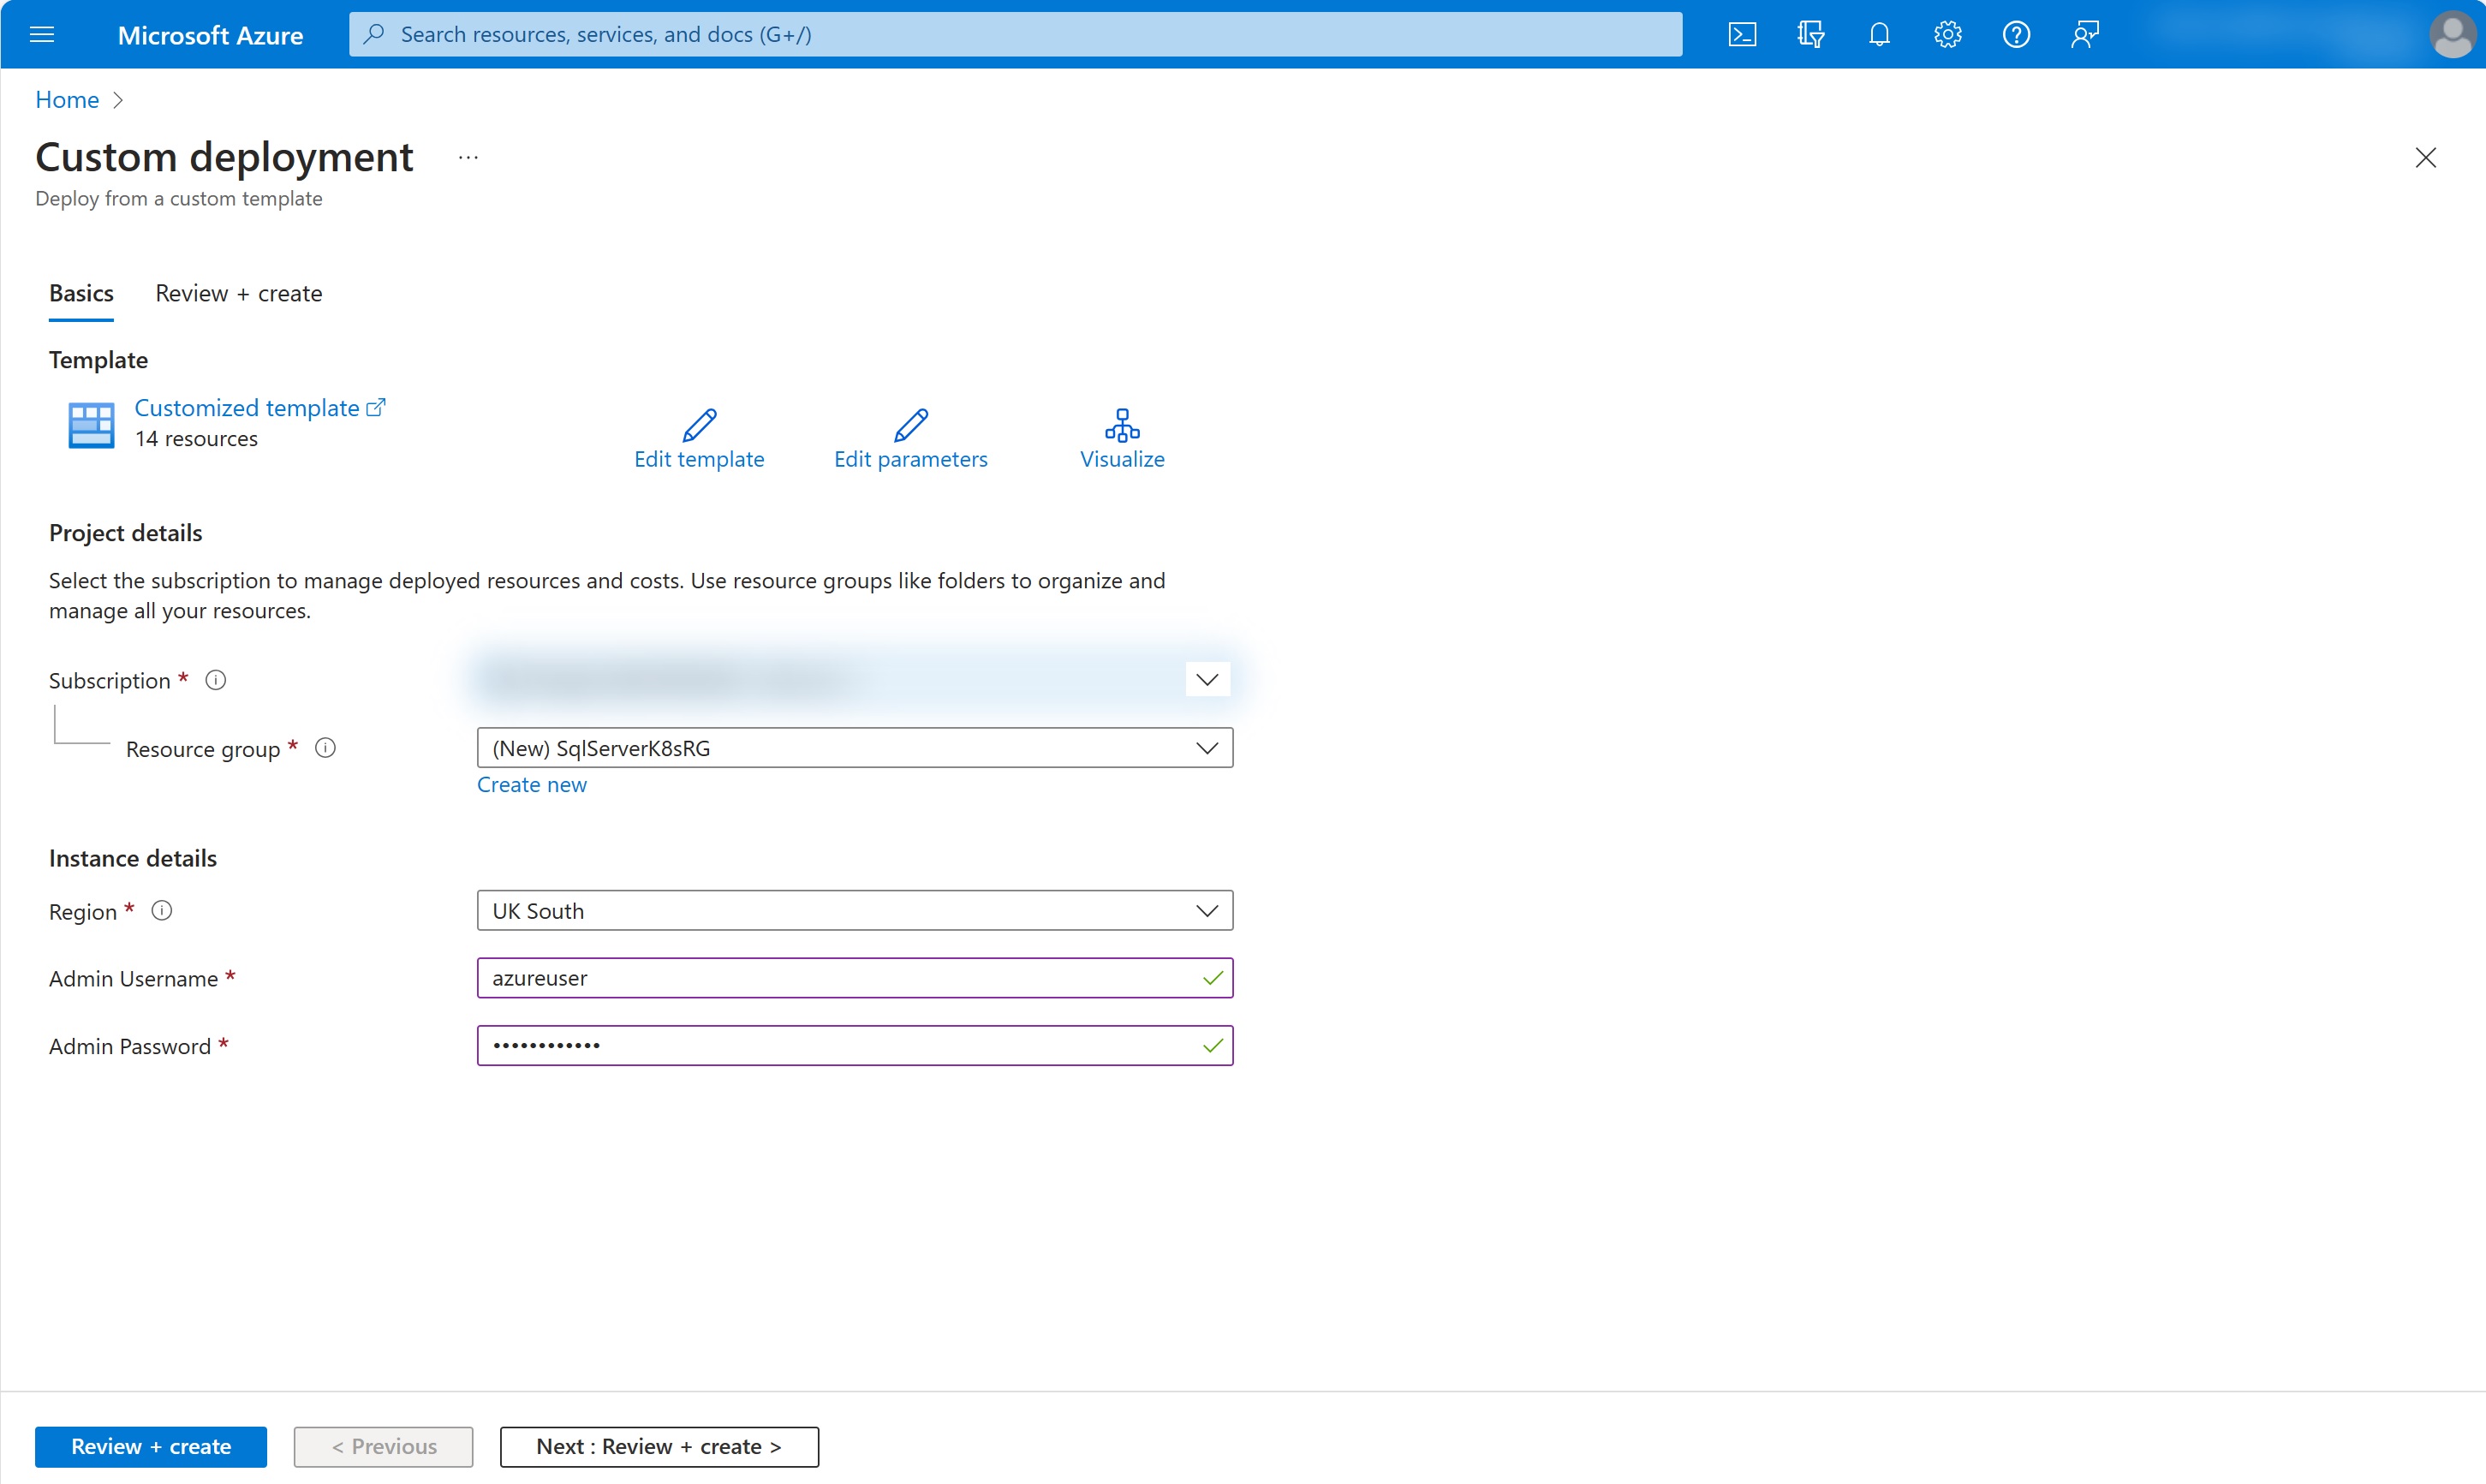 Microsoft Azure
Search resources, services, and docs (G+/)
Home
Custom deployment ...
Deploy from a custom template
Basics Review + create
Template
Customized template
14 resources
Edit template Edit parameters Visualize
Project details
Select the subscription to manage deployed resources and costs. Use resource groups like folders to organize and
manage all your resources.
Subscription *
Resource group * (New) SqlServerK8sRG
Create new
Instance details
Region * UK South
Admin Username * azureuser
Admin Password * ••••••••••••
Review + create < Previous Next : Review + create >